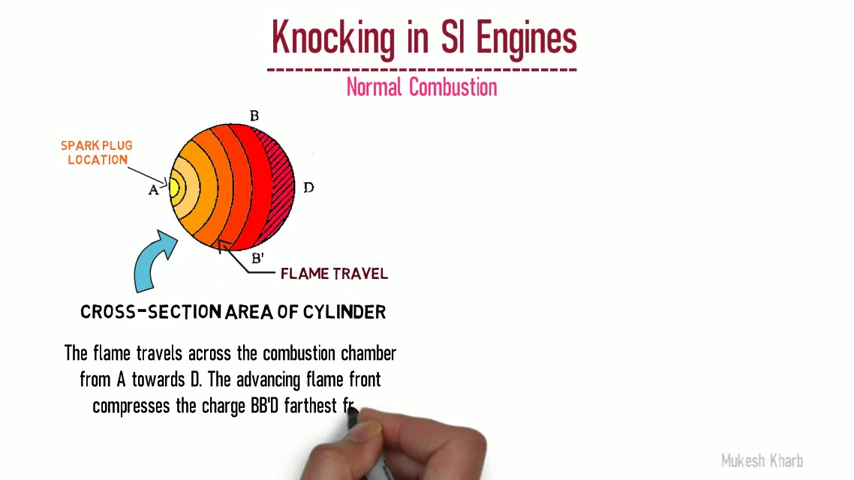 Knocking in SI Engines
Normal Combustion
B
SPARK PLUG
LOCATION
A
D
B'
FLAME TRAVEL
CROSS-SECTION AREA OF CYLINDER
The flame travels across the combustion chamber
from A towards D. The advancing flame front
compresses the charge BB'D farthest fr
Mukesh Kharb